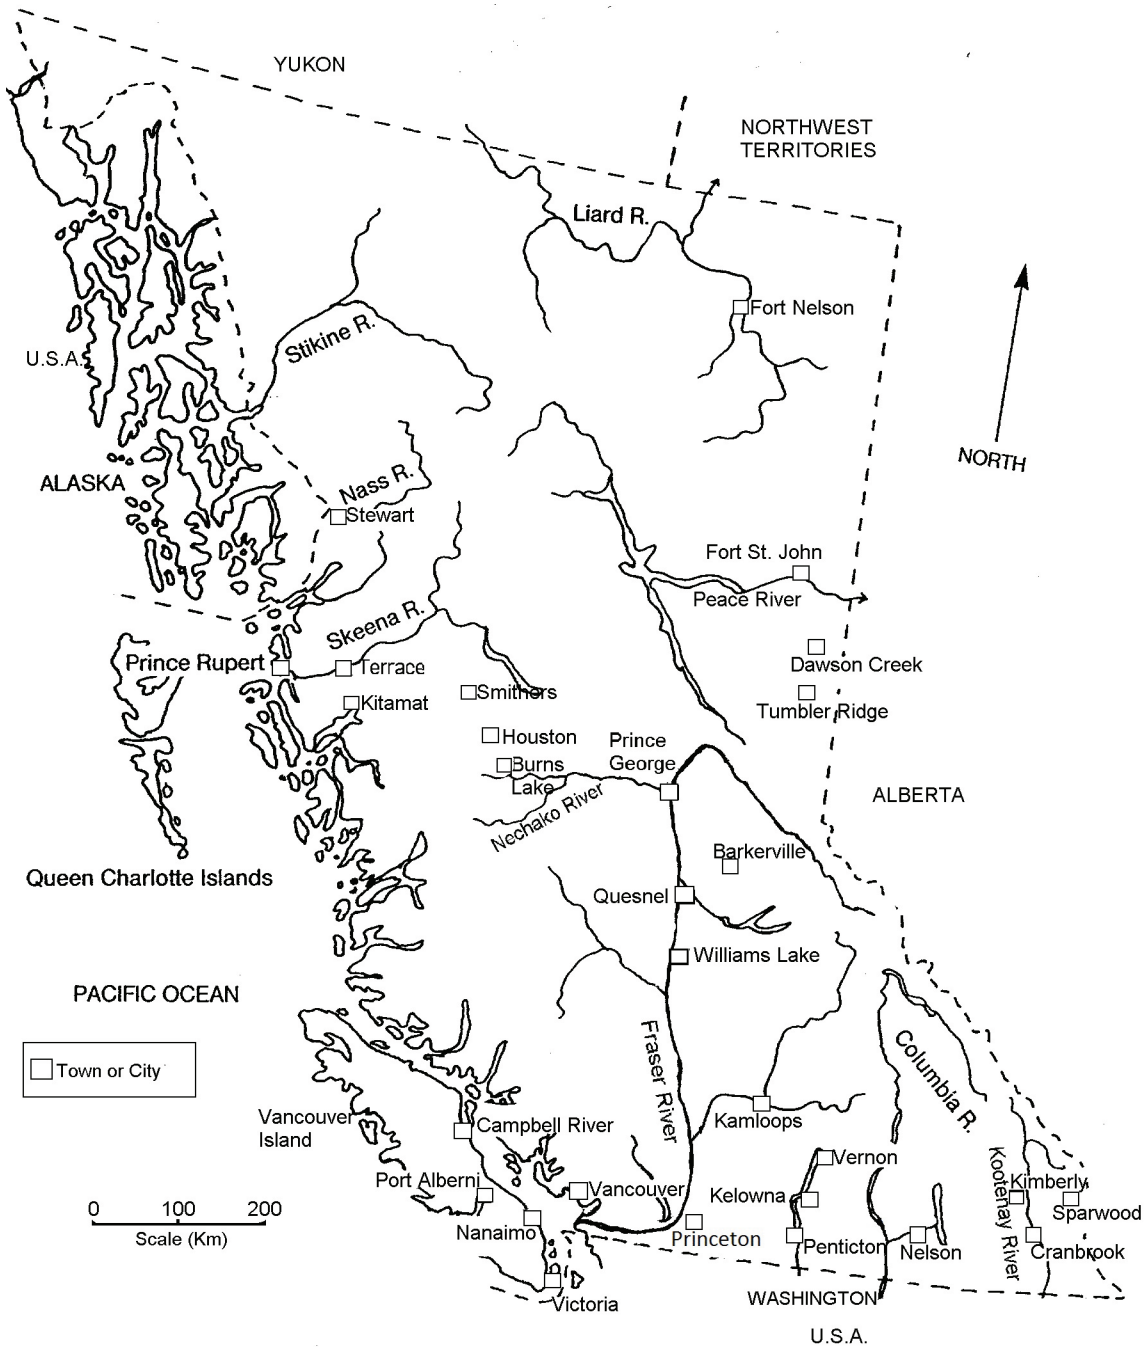 YUKON
NORTHWEST
TERRITORIES
Liard R.
Fort Nelson
Stikine R.
U.S.A.
NORTH
ALASKA
Nass R.
Stewart
Fort St. John
Peace River
Skeena R.
Dawson Creek
Prince Rupert
Terrace
Kitamat
Smithers
Tumbler Ridge
Houston
Prince
George
Burns
Lake
Nechako River
ALBERTA
Barkerville
Queen Charlotte Islands
Quesnel
Williams Lake
PACIFIC OCEAN
Fraser River
Columbia R.
Town or City
Vancouver
Island
Campbell River
Kamloops
Vernon
Kootenay River
Kimberly
Port Alberni
Vancouver
Kelowna
Sparwood
0 100 200
Scale (Km)
Nanaimo
Princeton
Penticton
Nelson
Cranbrook
Victoria
WASHINGTON
U.S.A.